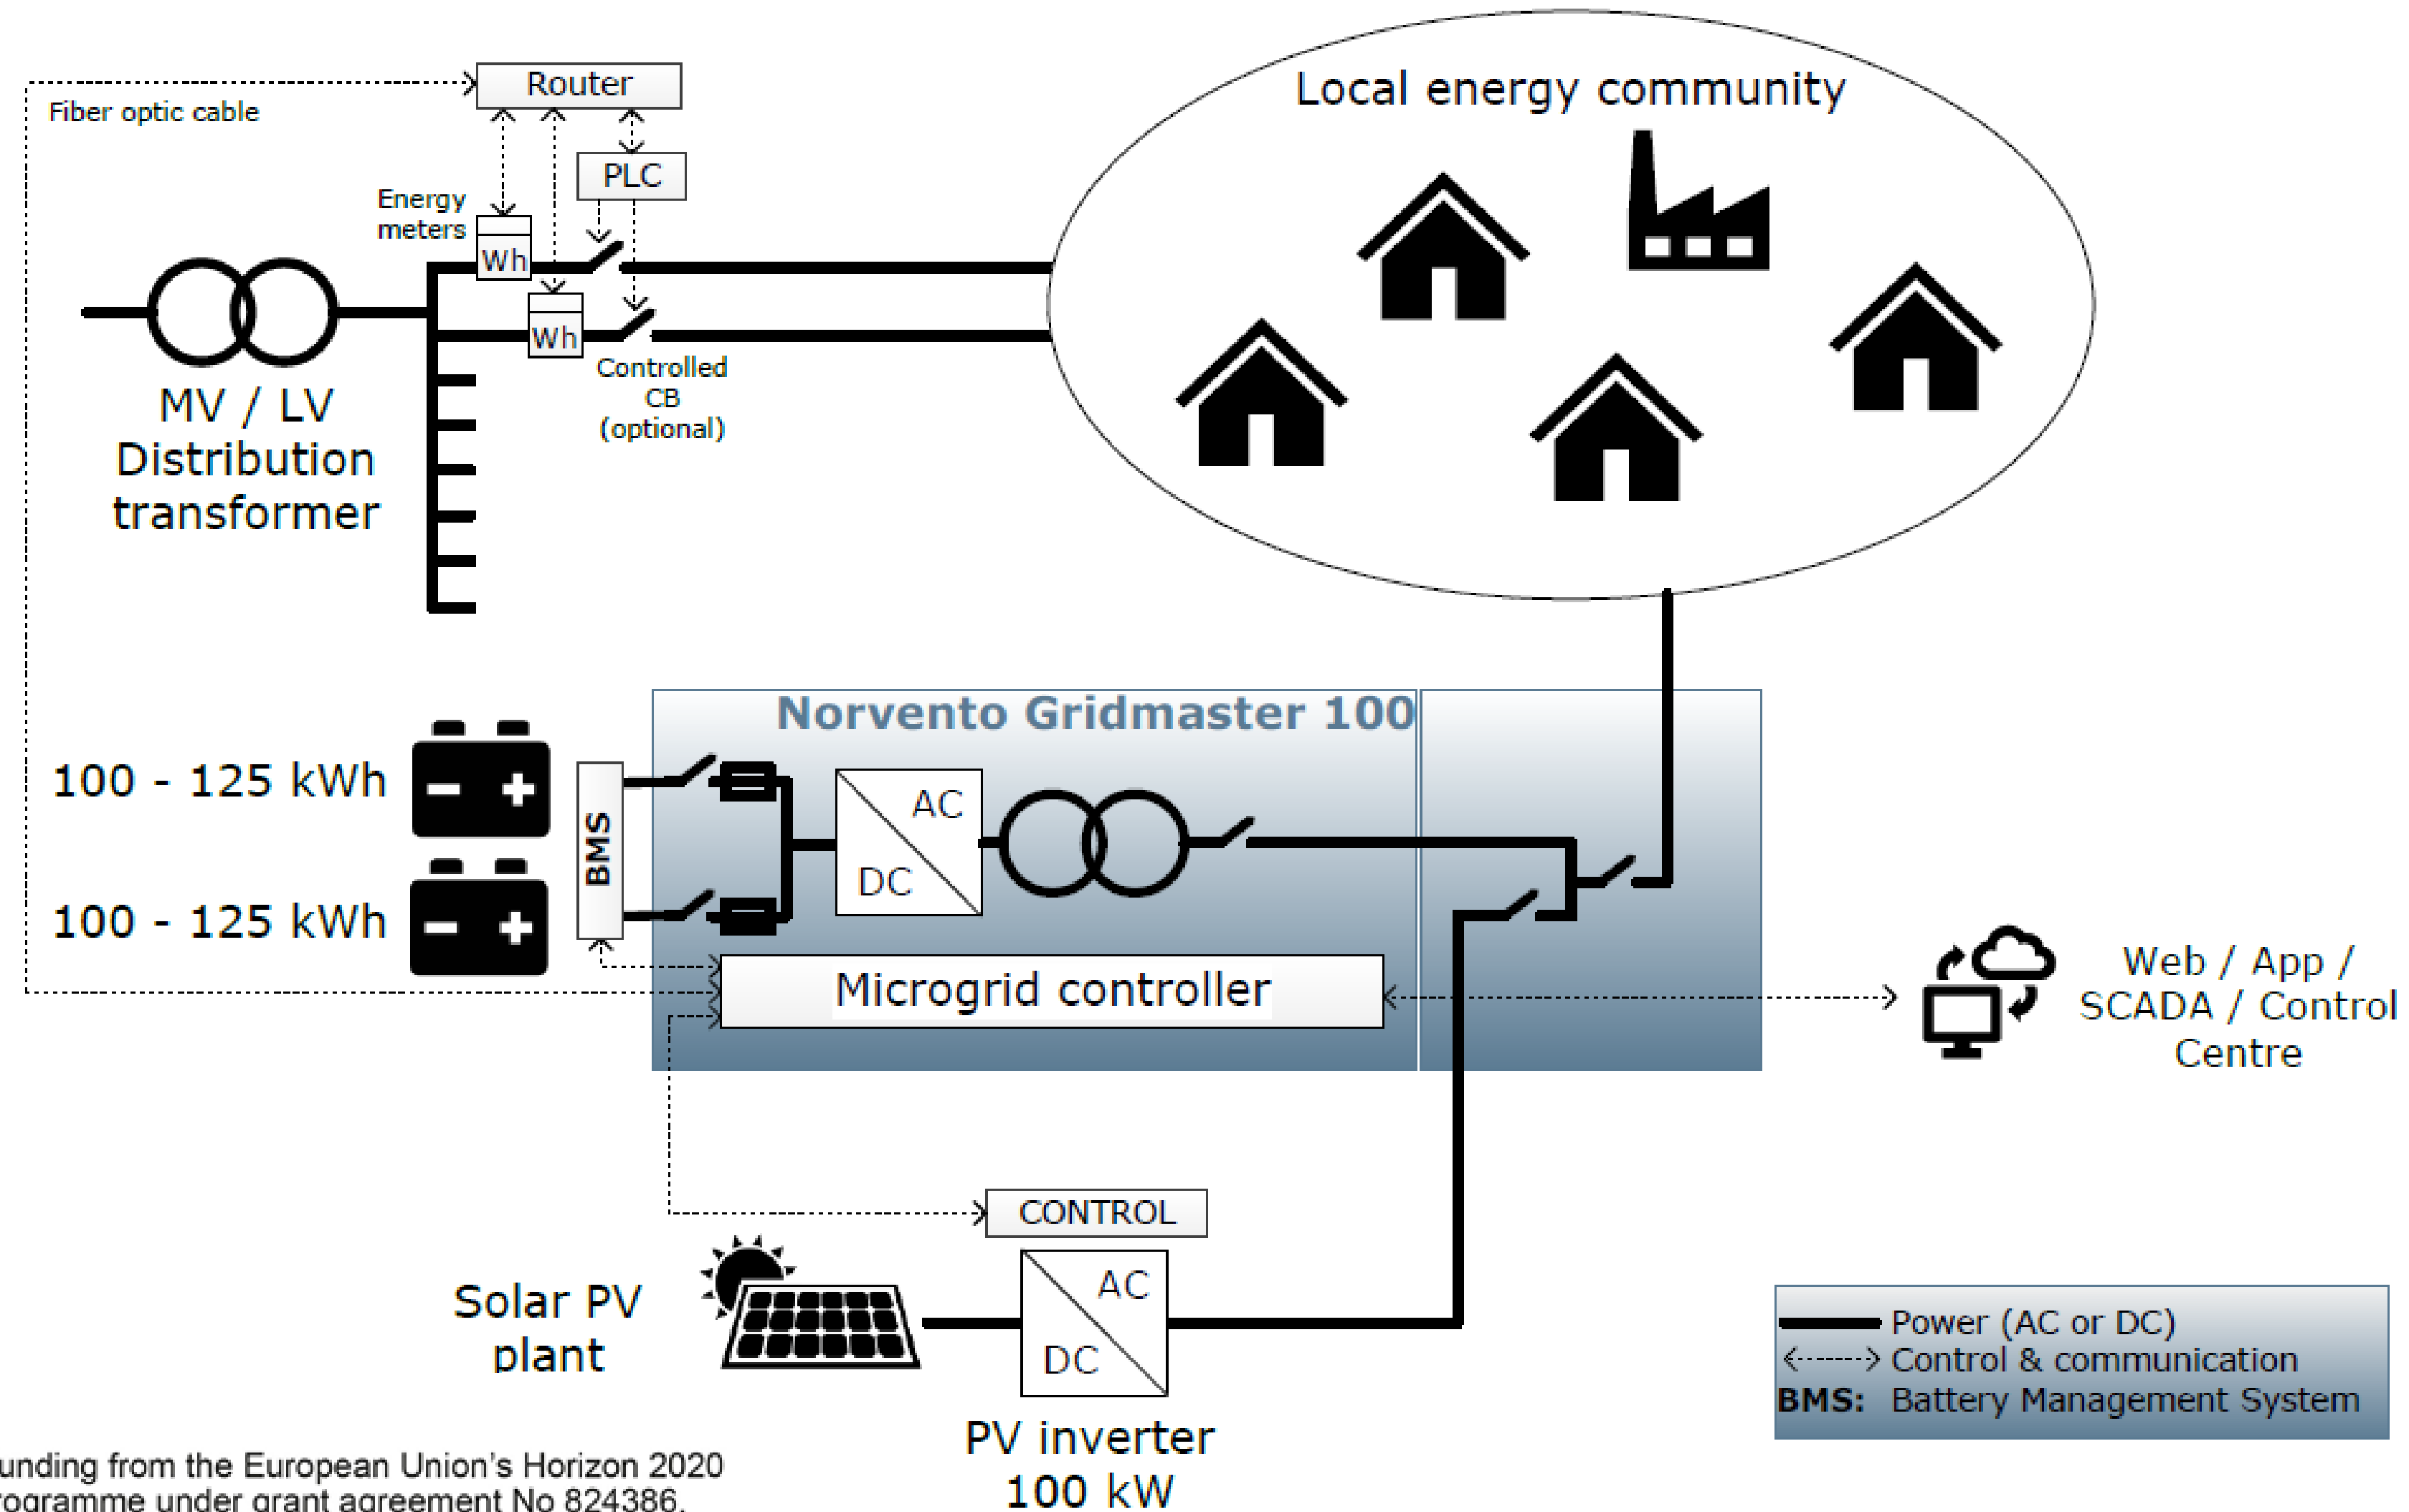 Router
Fiber optic cable
PLC
Energy
meters
Wh
Wh
Controlled
CB
(optional)
MV / LV
Distribution
transformer
Local energy community
Norvento Gridmaster 100
100 - 125 kWh
100 - 125 kWh
BMS
AC
DC
Microgrid controller
Web / App /
SCADA / Control
Centre
CONTROL
Solar PV
plant
AC
DC
PV inverter
100 kW
Power (AC or DC)
Control & communication
BMS: Battery Management System
unding from the European Union's Horizon 2020
rogramme under grant agreement No 824386.